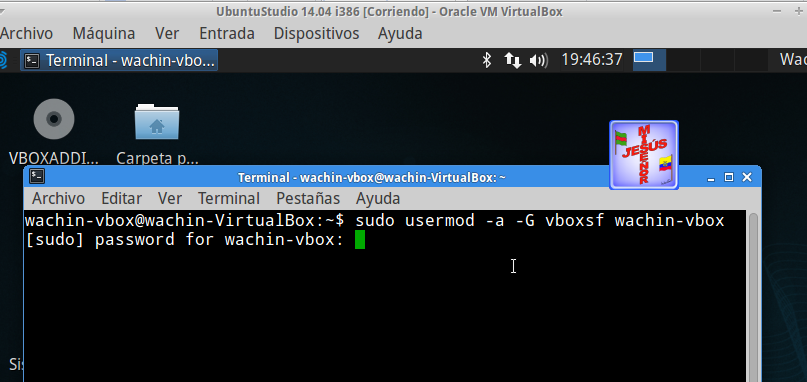 UbuntuStudio 14.04 i386 [Corriendo] - Oracle VM VirtualBox
Archivo Máquina Ver Entrada Dispositivos Ayuda
Terminal - wachin-vbo... 19:46:37 Wac
VBOXADDI... Carpeta p...
MI SEÑOR JESÚS
Terminal - wachin-vbox@wachin-VirtualBox: ~
Archivo Editar Ver Terminal Pestañas Ayuda
wachin-vbox@wachin-VirtualBox:~$ sudo usermod -a -G vboxsf wachin-vbox
[sudo] password for wachin-vbox:
Sis